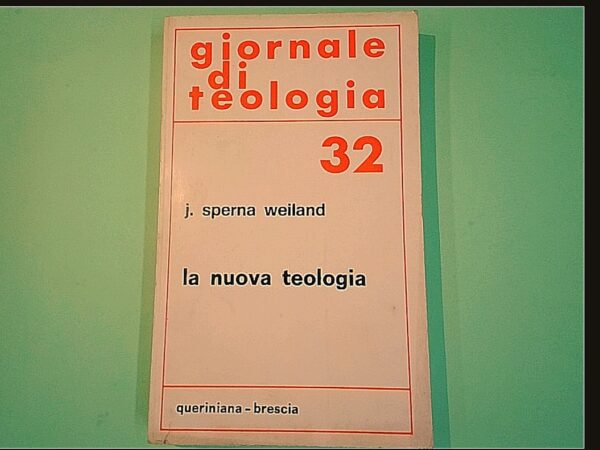 giornale
di
teologia
32
j. sperna weiland
la nuova teologia
queriniana - brescia